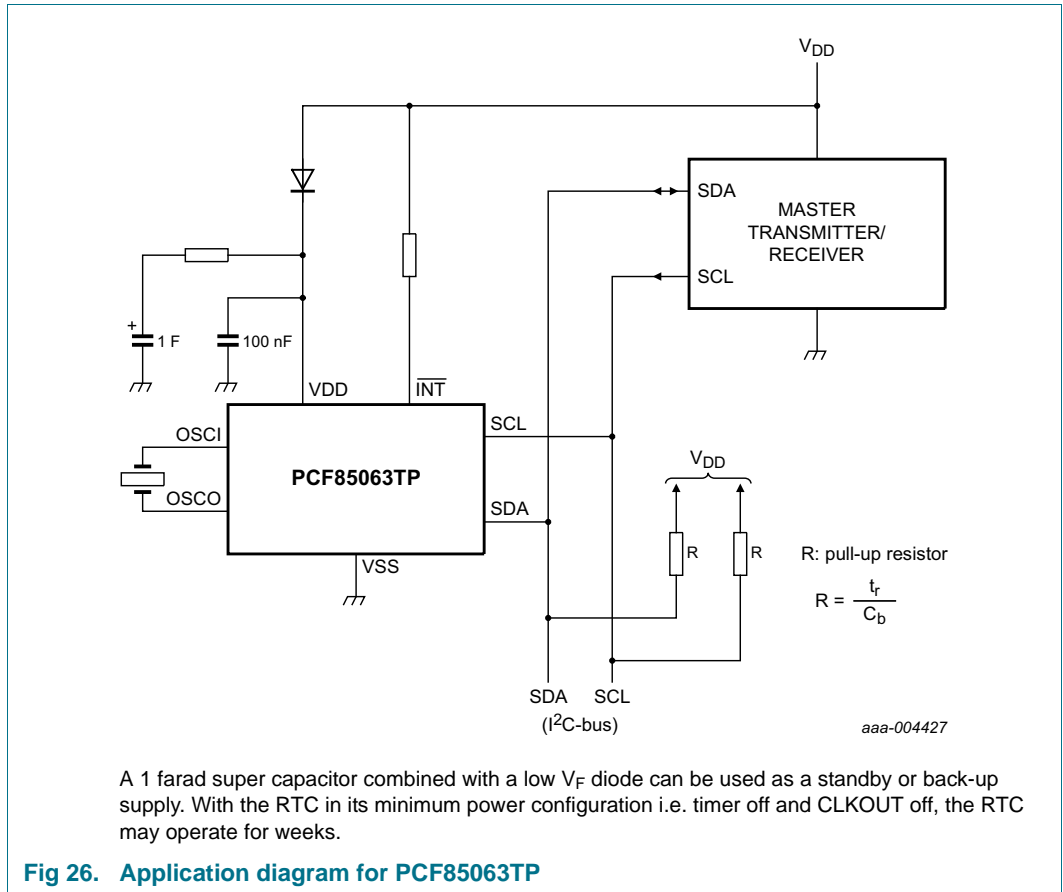 VDD
SDA
MASTER
TRANSMITTER/
RECEIVER
SCL
+
1 F
100 nF
VDD
INT
OSCI
SCL
PCF85063TP
OSCO
SDA
VSS
VDD
R
R
R: pull-up resistor
R = tr / Cb
SDA SCL
(I²C-bus)
aaa-004427
A 1 farad super capacitor combined with a low VF diode can be used as a standby or back-up
supply. With the RTC in its minimum power configuration i.e. timer off and CLKOUT off, the RTC
may operate for weeks.
Fig 26. Application diagram for PCF85063TP